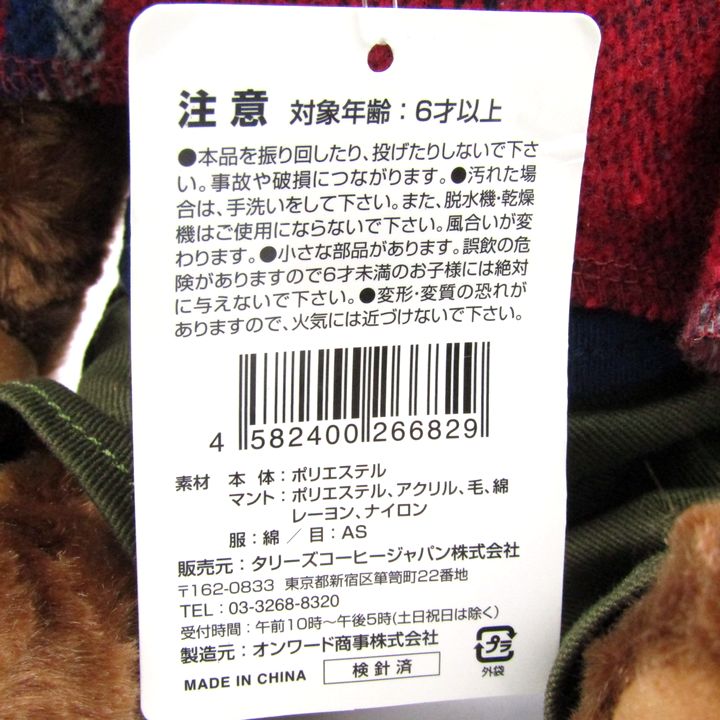 注意 対象年齢：6才以上
●本品を振り回したり、投げたりしないで下さ
い。事故や破損につながります。●汚れた場
合は、手洗いをして下さい。また、脱水機・乾燥
機はご使用にならないで下さい。風合いが変
わります。●小さな部品があります。誤飲の危
険がありますので6才未満のお子様には絶対
に与えないで下さい。●変形・変質の恐れが
ありますので、火気には近づけないで下さい。
4 582400 266829
素材 本体：ポリエステル
マント：ポリエステル、アクリル、毛、綿
レーヨン、ナイロン
服：綿 ／ 目：AS
販売元：タリーズコーヒージャパン株式会社
〒162-0833 東京都新宿区箪笥町22番地
TEL：03-3268-8320
受付時間：午前10時〜午後5時(土日祝日は除く)
製造元：オンワード商事株式会社
MADE IN CHINA 検針済
プラ
外袋